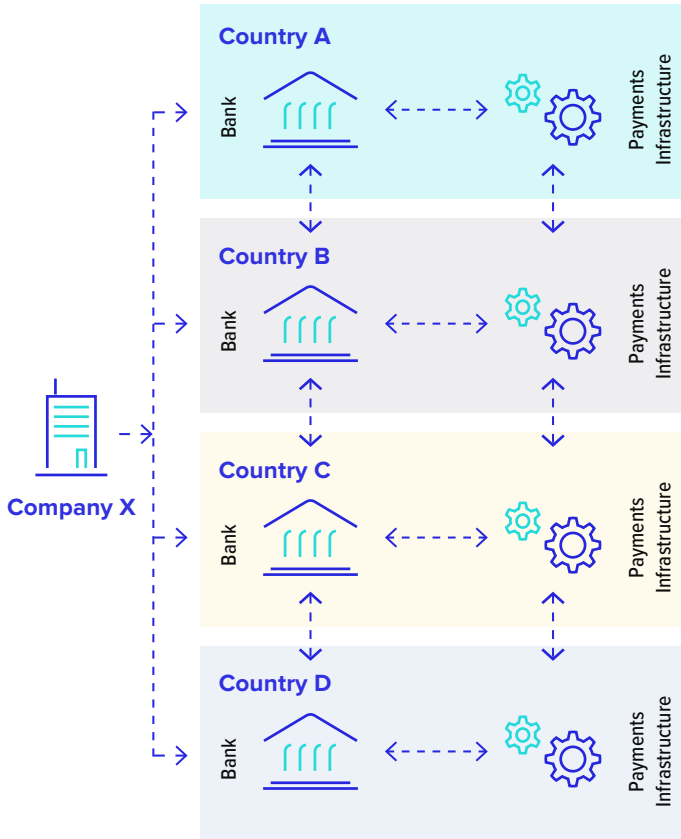 Country A
Bank
Payments
Infrastructure
Country B
Bank
Payments
Infrastructure
Company X
Country C
Bank
Payments
Infrastructure
Country D
Bank
Payments
Infrastructure